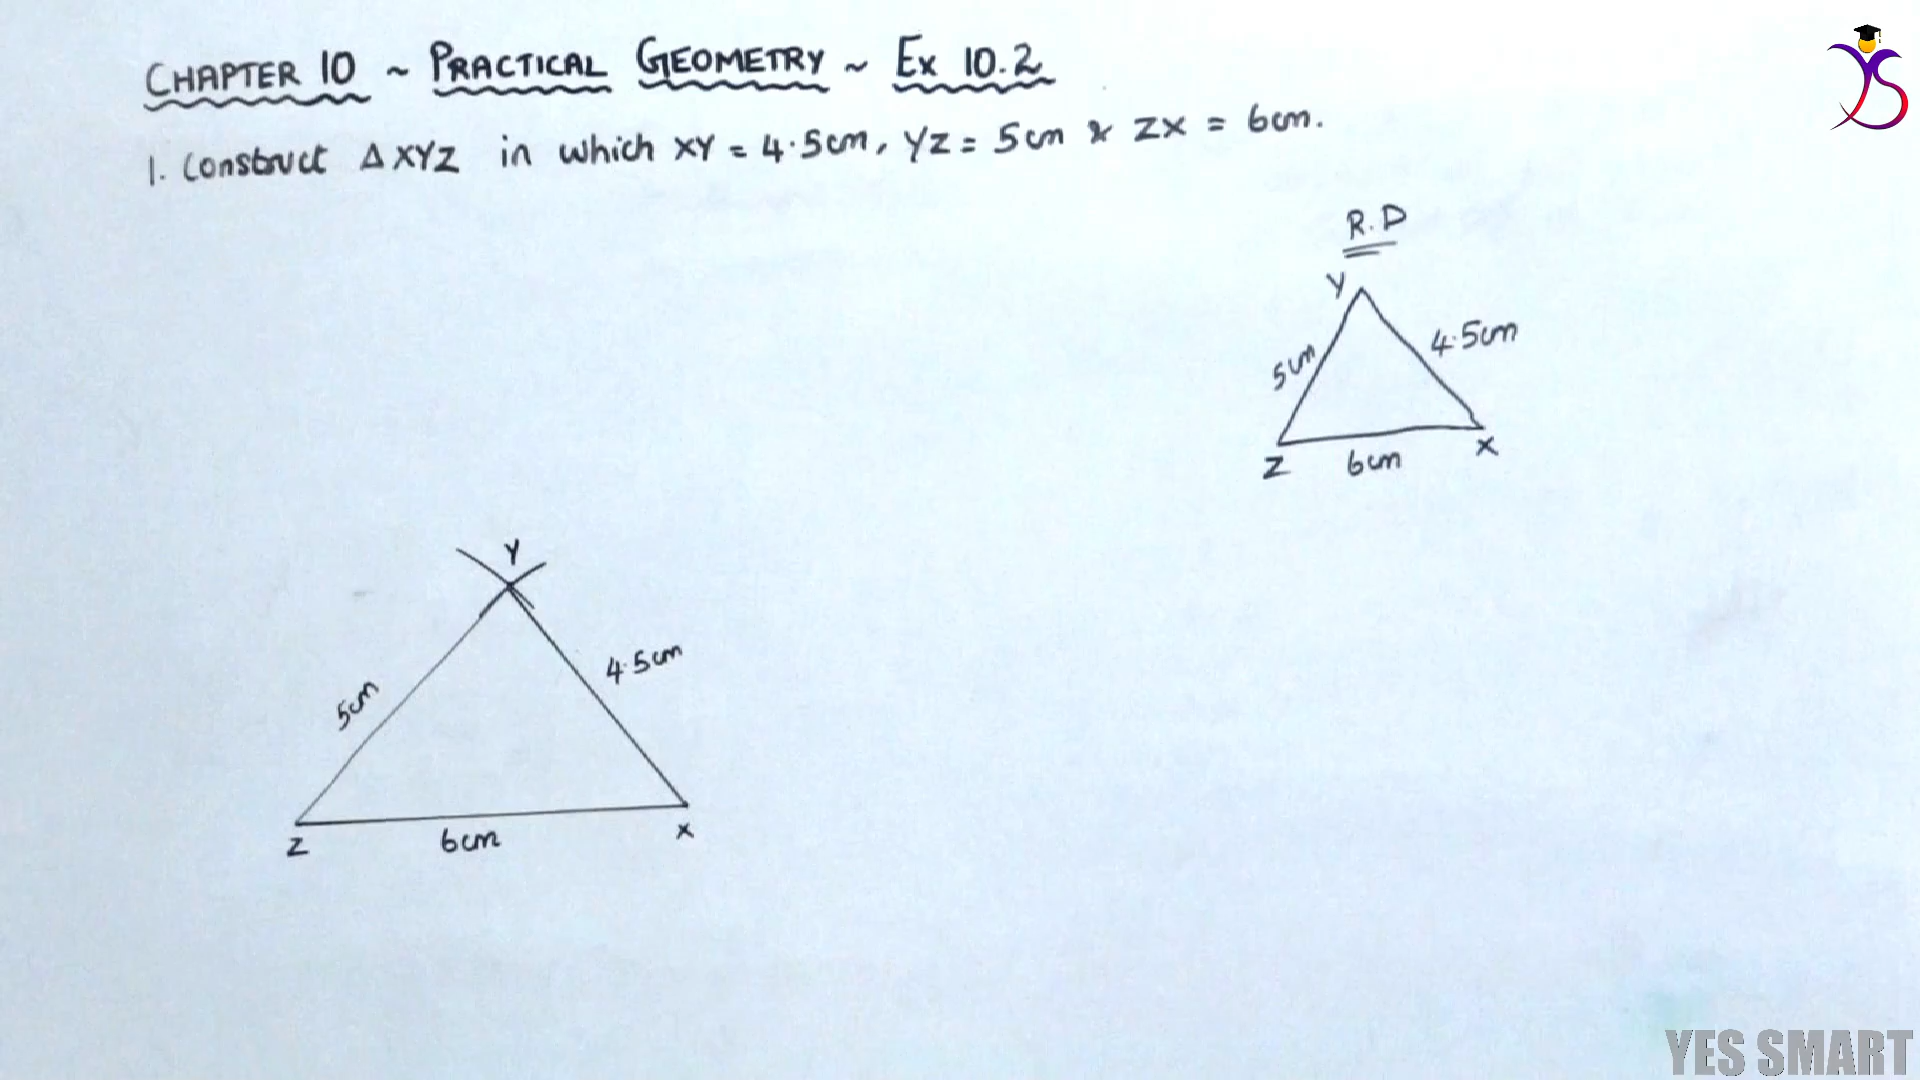 CHAPTER 10 ~ PRACTICAL GEOMETRY ~ Ex 10.2
1. Construct ΔXYZ in which XY = 4.5cm, YZ = 5cm & ZX = 6cm.
R.D
Y
5cm
4.5cm
Z
6cm
X
Y
5cm
4.5cm
Z
6cm
X
YS
YES SMART